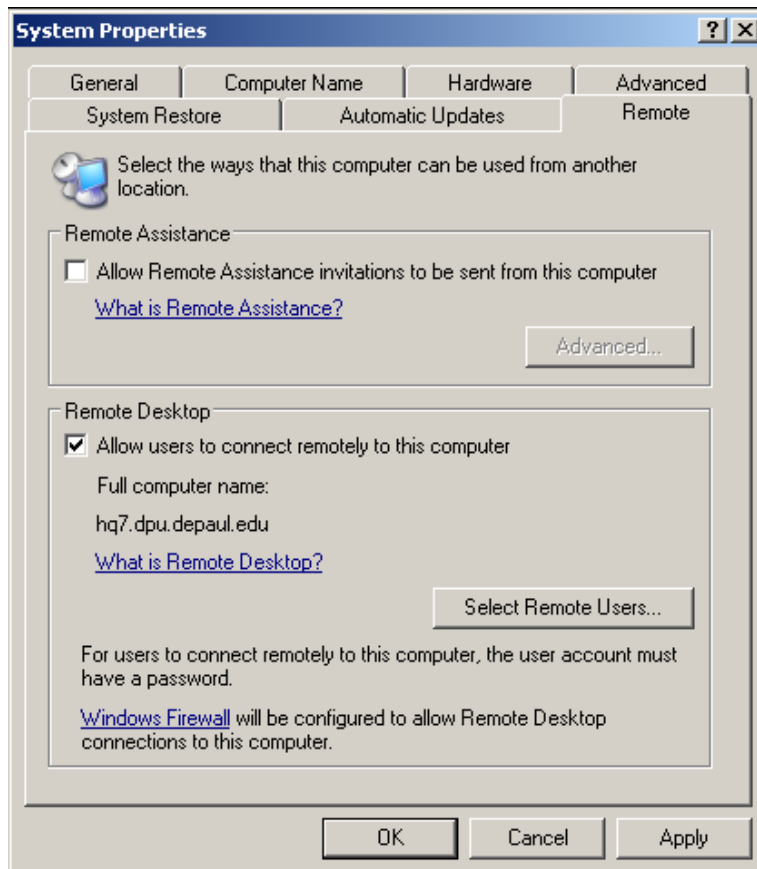 System Properties
General
Computer Name
Hardware
Advanced
System Restore
Automatic Updates
Remote
Select the ways that this computer can be used from another
location.
Remote Assistance
Allow Remote Assistance invitations to be sent from this computer
What is Remote Assistance?
Advanced...
Remote Desktop
Allow users to connect remotely to this computer
Full computer name:
hq7.dpu.depaul.edu
What is Remote Desktop?
Select Remote Users...
For users to connect remotely to this computer, the user account must
have a password.
Windows Firewall will be configured to allow Remote Desktop
connections to this computer.
OK
Cancel
Apply